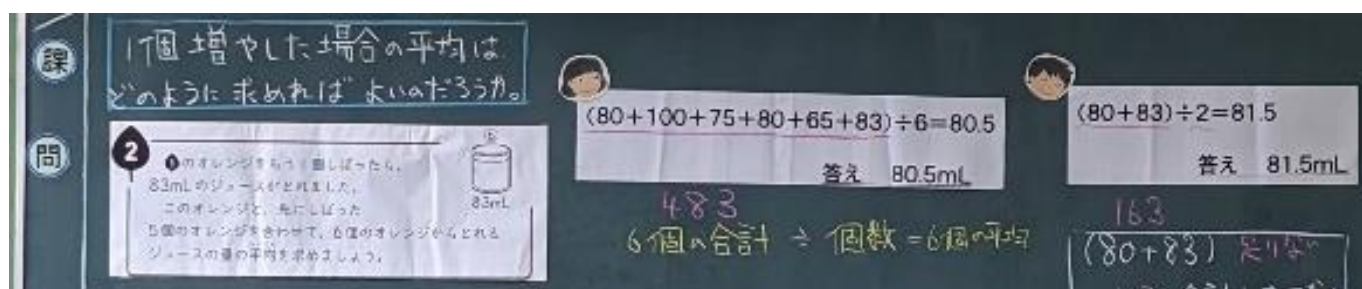 課
1個増やした場合の平均は
どのように求めればよいのだろうか。
問
2
1のオレンジをもう1個しぼったら、
83mLのジュースがとれました。
このオレンジと、先にしぼった
5個のオレンジを合わせて、6個のオレンジからとれる
ジュースの量の平均を求めましょう。
83mL
(80+100+75+80+65+83)÷6=80.5
答え 80.5mL
483
6個の合計 ÷ 個数 = 6個の平均
(80+83)÷2=81.5
答え 81.5mL
163
(80+83) 足りない